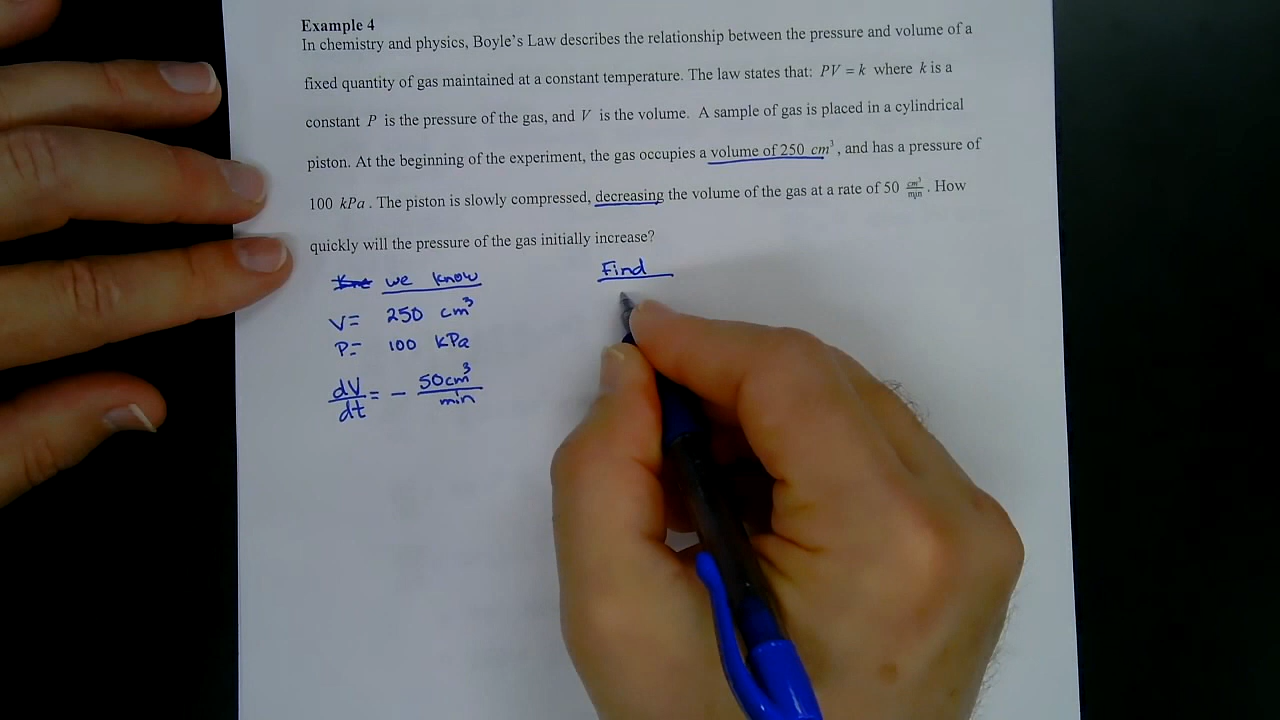 Example 4
In chemistry and physics, Boyle's Law describes the relationship between the pressure and volume of a
fixed quantity of gas maintained at a constant temperature. The law states that: PV = k where k is a
constant P is the pressure of the gas, and V is the volume. A sample of gas is placed in a cylindrical
piston. At the beginning of the experiment, the gas occupies a volume of 250 cm³, and has a pressure of
100 kPa. The piston is slowly compressed, decreasing the volume of the gas at a rate of 50 cm³/min. How
quickly will the pressure of the gas initially increase?
we know
Find
V= 250 cm³
P= 100 kPa
dV/dt = - 50cm³/min